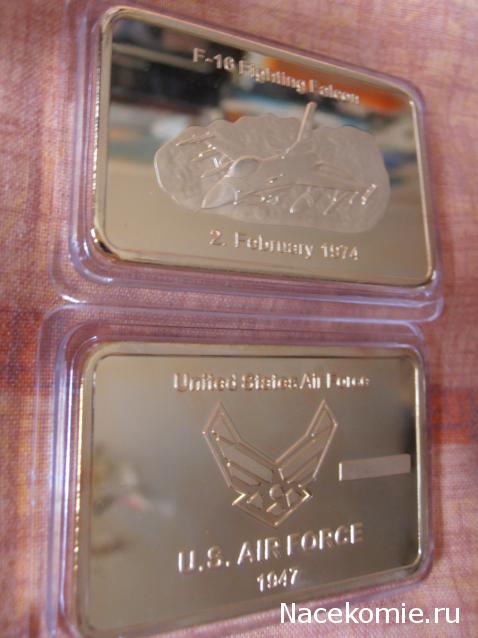 F-16 Fighting Falcon
2. February 1974
United States Air Force
U.S. AIR FORCE
1947
Nacekomie.ru